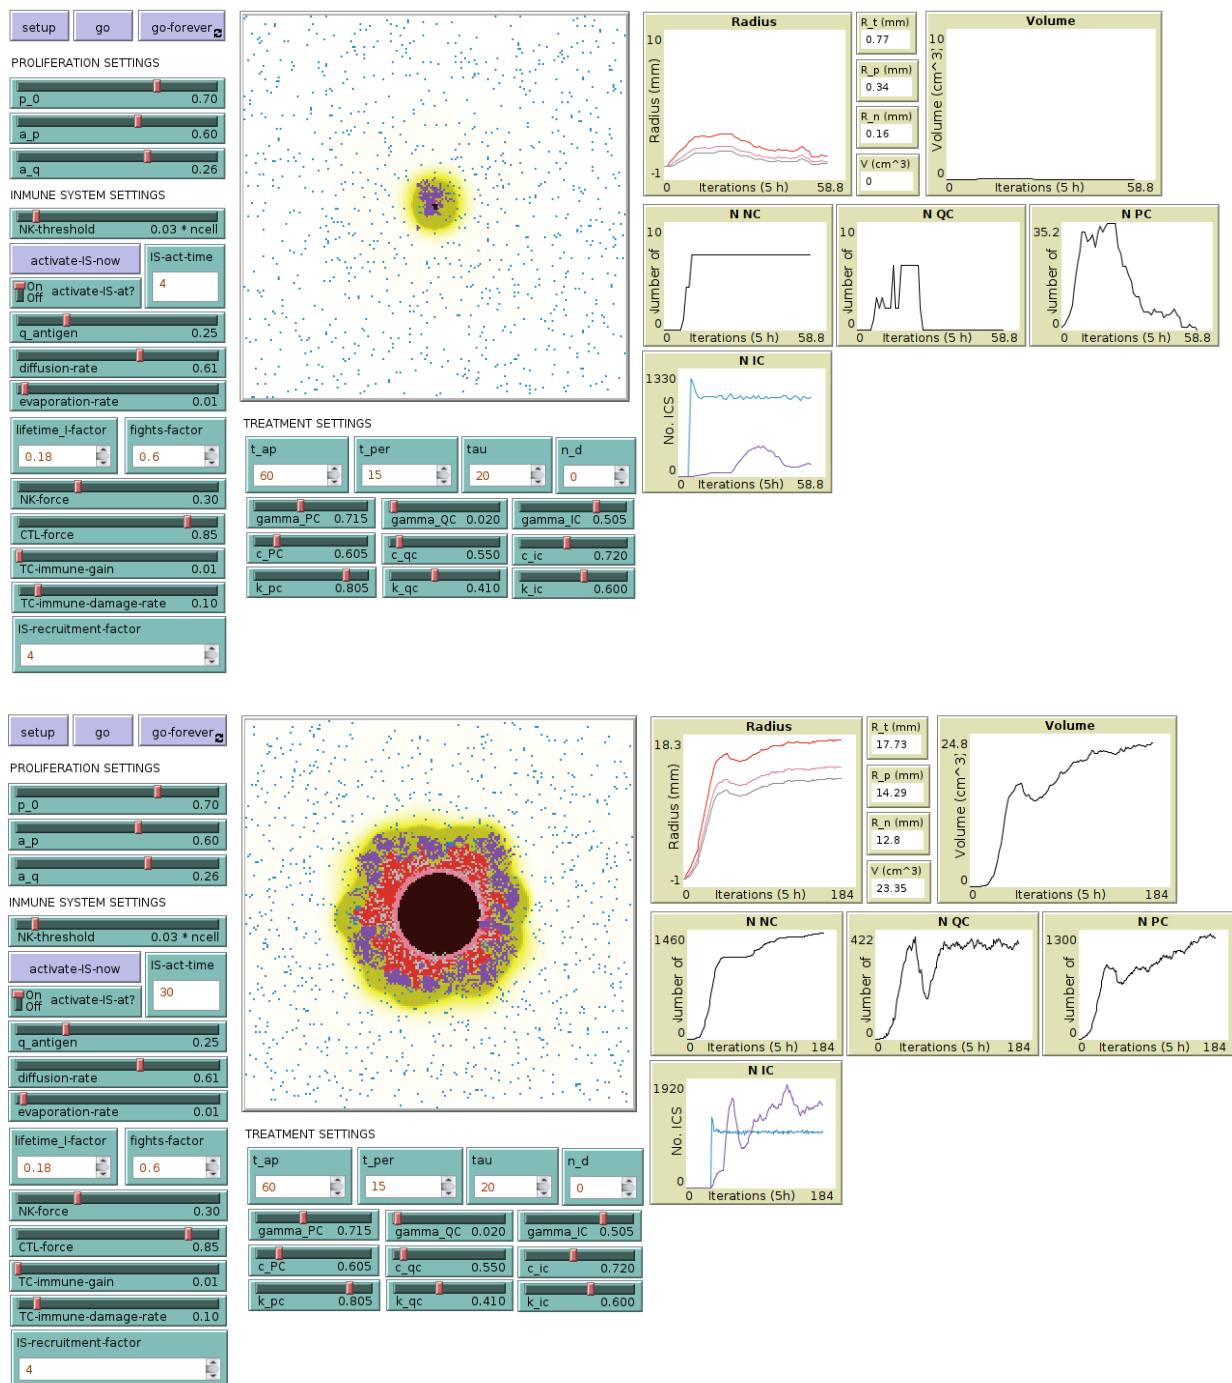 setup
go
go-forever
PROLIFERATION SETTINGS
p_0 0.70
a_p 0.60
a_q 0.26
INMUNE SYSTEM SETTINGS
NK-threshold 0.03 * ncell
activate-IS-now
IS-act-time
4
On
Off
activate-IS-at?
q_antigen 0.25
diffusion-rate 0.61
evaporation-rate 0.01
lifetime_I-factor
0.18
fights-factor
0.6
NK-force 0.30
CTL-force 0.85
TC-immune-gain 0.01
TC-immune-damage-rate 0.10
IS-recruitment-factor
4
TREATMENT SETTINGS
t_ap
60
t_per
15
tau
20
n_d
0
gamma_PC 0.715
gamma_QC 0.020
gamma_IC 0.505
c_PC 0.605
c_qc 0.550
c_ic 0.720
k_pc 0.805
k_qc 0.410
k_ic 0.600
Radius
10
Radius (mm)
-1
0 Iterations (5 h) 58.8
R_t (mm)
0.77
R_p (mm)
0.34
R_n (mm)
0.16
V (cm^3)
0
Volume
10
Volume (cm^3)
0
0 Iterations (5 h) 58.8
N NC
10
Number of
0
0 Iterations (5 h) 58.8
N QC
10
Number of
0
0 Iterations (5 h) 58.8
N PC
35.2
Number of
0
0 Iterations (5 h) 58.8
N IC
1330
No. ICS
0
0 Iterations (5h) 58.8
setup
go
go-forever
PROLIFERATION SETTINGS
p_0 0.70
a_p 0.60
a_q 0.26
INMUNE SYSTEM SETTINGS
NK-threshold 0.03 * ncell
activate-IS-now
IS-act-time
30
On
Off
activate-IS-at?
q_antigen 0.25
diffusion-rate 0.61
evaporation-rate 0.01
lifetime_I-factor
0.18
fights-factor
0.6
NK-force 0.30
CTL-force 0.85
TC-immune-gain 0.01
TC-immune-damage-rate 0.10
IS-recruitment-factor
4
TREATMENT SETTINGS
t_ap
60
t_per
15
tau
20
n_d
0
gamma_PC 0.715
gamma_QC 0.020
gamma_IC 0.505
c_PC 0.605
c_qc 0.550
c_ic 0.720
k_pc 0.805
k_qc 0.410
k_ic 0.600
Radius
18.3
Radius (mm)
-1
0 Iterations (5 h) 184
R_t (mm)
17.73
R_p (mm)
14.29
R_n (mm)
12.8
V (cm^3)
23.35
Volume
24.8
Volume (cm^3)
0
0 Iterations (5 h) 184
N NC
1460
Number of
0
0 Iterations (5 h) 184
N QC
422
Number of
0
0 Iterations (5 h) 184
N PC
1300
Number of
0
0 Iterations (5 h) 184
N IC
1920
No. ICS
0
0 Iterations (5h) 184